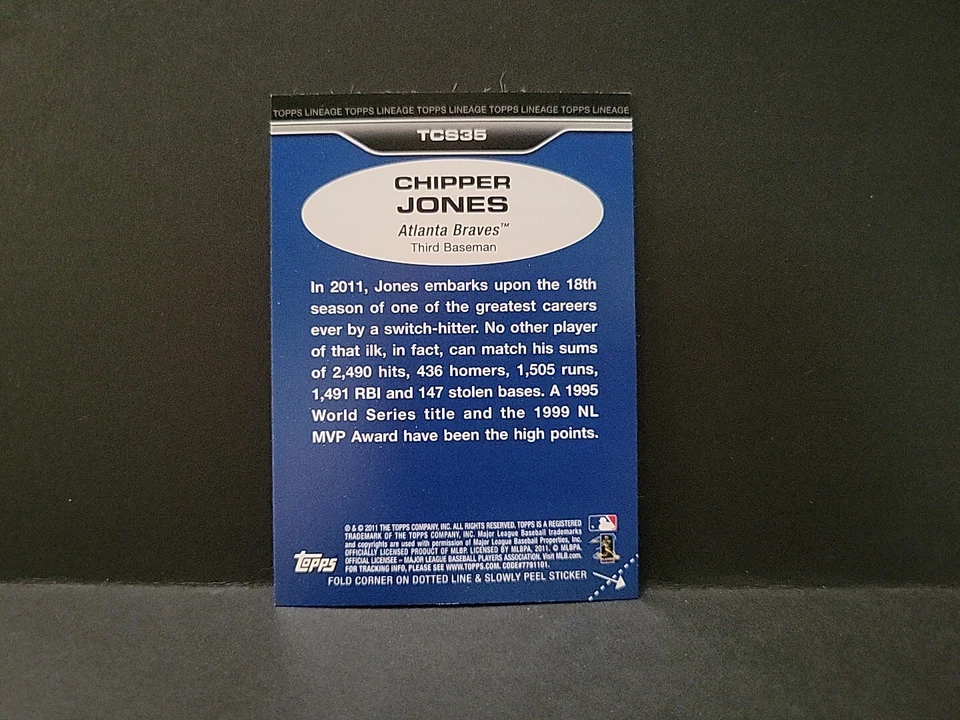 TOPPS LINEAGE TOPPS LINEAGE TOPPS LINEAGE TOPPS LINEAGE TOPPS LINEAGE
TCS35
CHIPPER
JONES
Atlanta Braves™
Third Baseman
In 2011, Jones embarks upon the 18th
season of one of the greatest careers
ever by a switch-hitter. No other player
of that ilk, in fact, can match his sums
of 2,490 hits, 436 homers, 1,505 runs,
1,491 RBI and 147 stolen bases. A 1995
World Series title and the 1999 NL
MVP Award have been the high points.
® & © 2011 THE TOPPS COMPANY, INC. ALL RIGHTS RESERVED. TOPPS IS A REGISTERED
TRADEMARK OF THE TOPPS COMPANY, INC. Major League Baseball trademarks
and copyrights are used with permission of Major League Baseball Properties, Inc.
OFFICIALLY LICENSED PRODUCT OF MLBP. LICENSED BY MLBPA, 2011. © MLBPA.
OFFICIAL LICENSEE – MAJOR LEAGUE BASEBALL PLAYERS ASSOCIATION. Visit MLB.com.
FOR TRACKING INFO, PLEASE SEE WWW.TOPPS.COM. CODE#7791101.
Topps
FOLD CORNER ON DOTTED LINE & SLOWLY PEEL STICKER